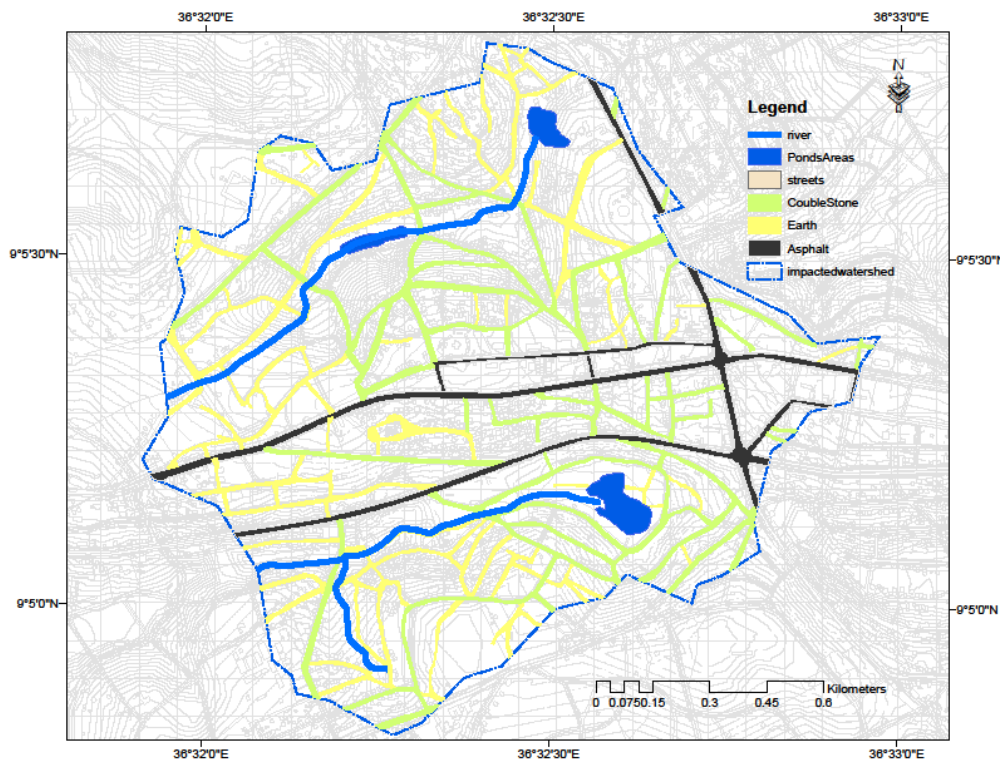 36°32'0"E 36°32'30"E 36°33'0"E
N
Legend
river
PondsAreas
streets
CoubleStone
Earth
Asphalt
impactedwatershed
9°5'30"N 9°5'30"N
9°5'0"N 9°5'0"N
Kilometers
0 0.0750.15 0.3 0.45 0.6
36°32'0"E 36°32'30"E 36°33'0"E